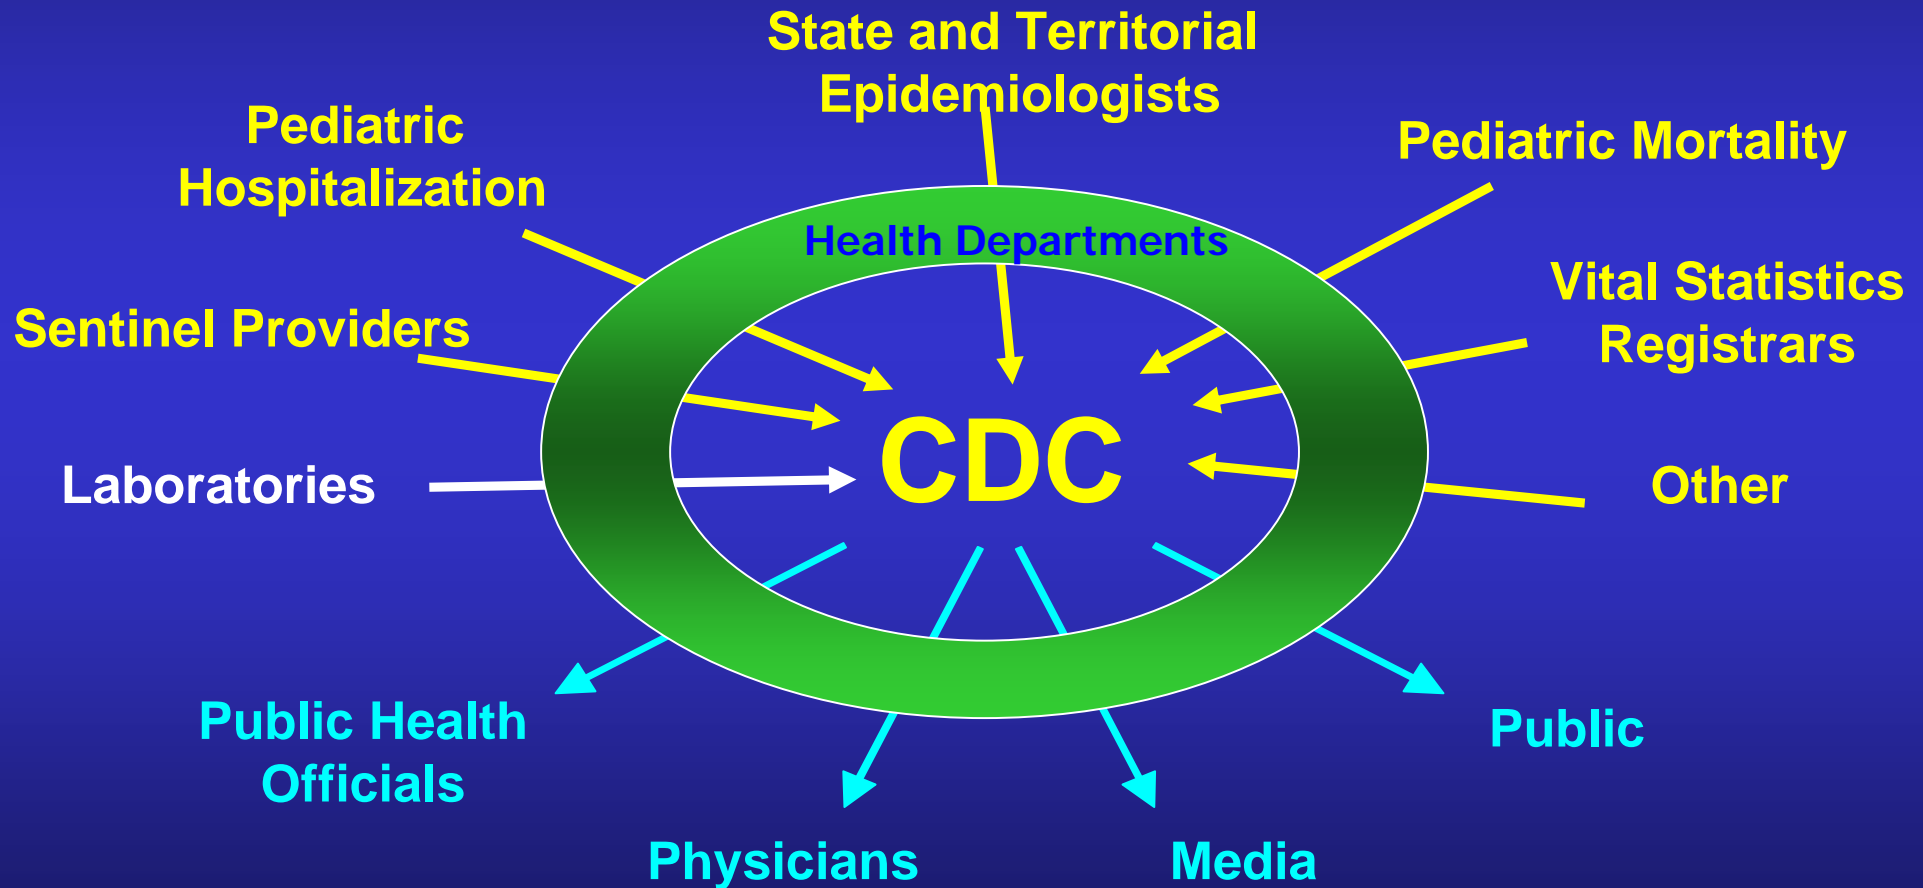 State and Territorial
Epidemiologists
Pediatric
Hospitalization
Pediatric Mortality
Health Departments
Vital Statistics
Registrars
Sentinel Providers
CDC
Laboratories
Other
Public Health
Officials
Public
Physicians
Media